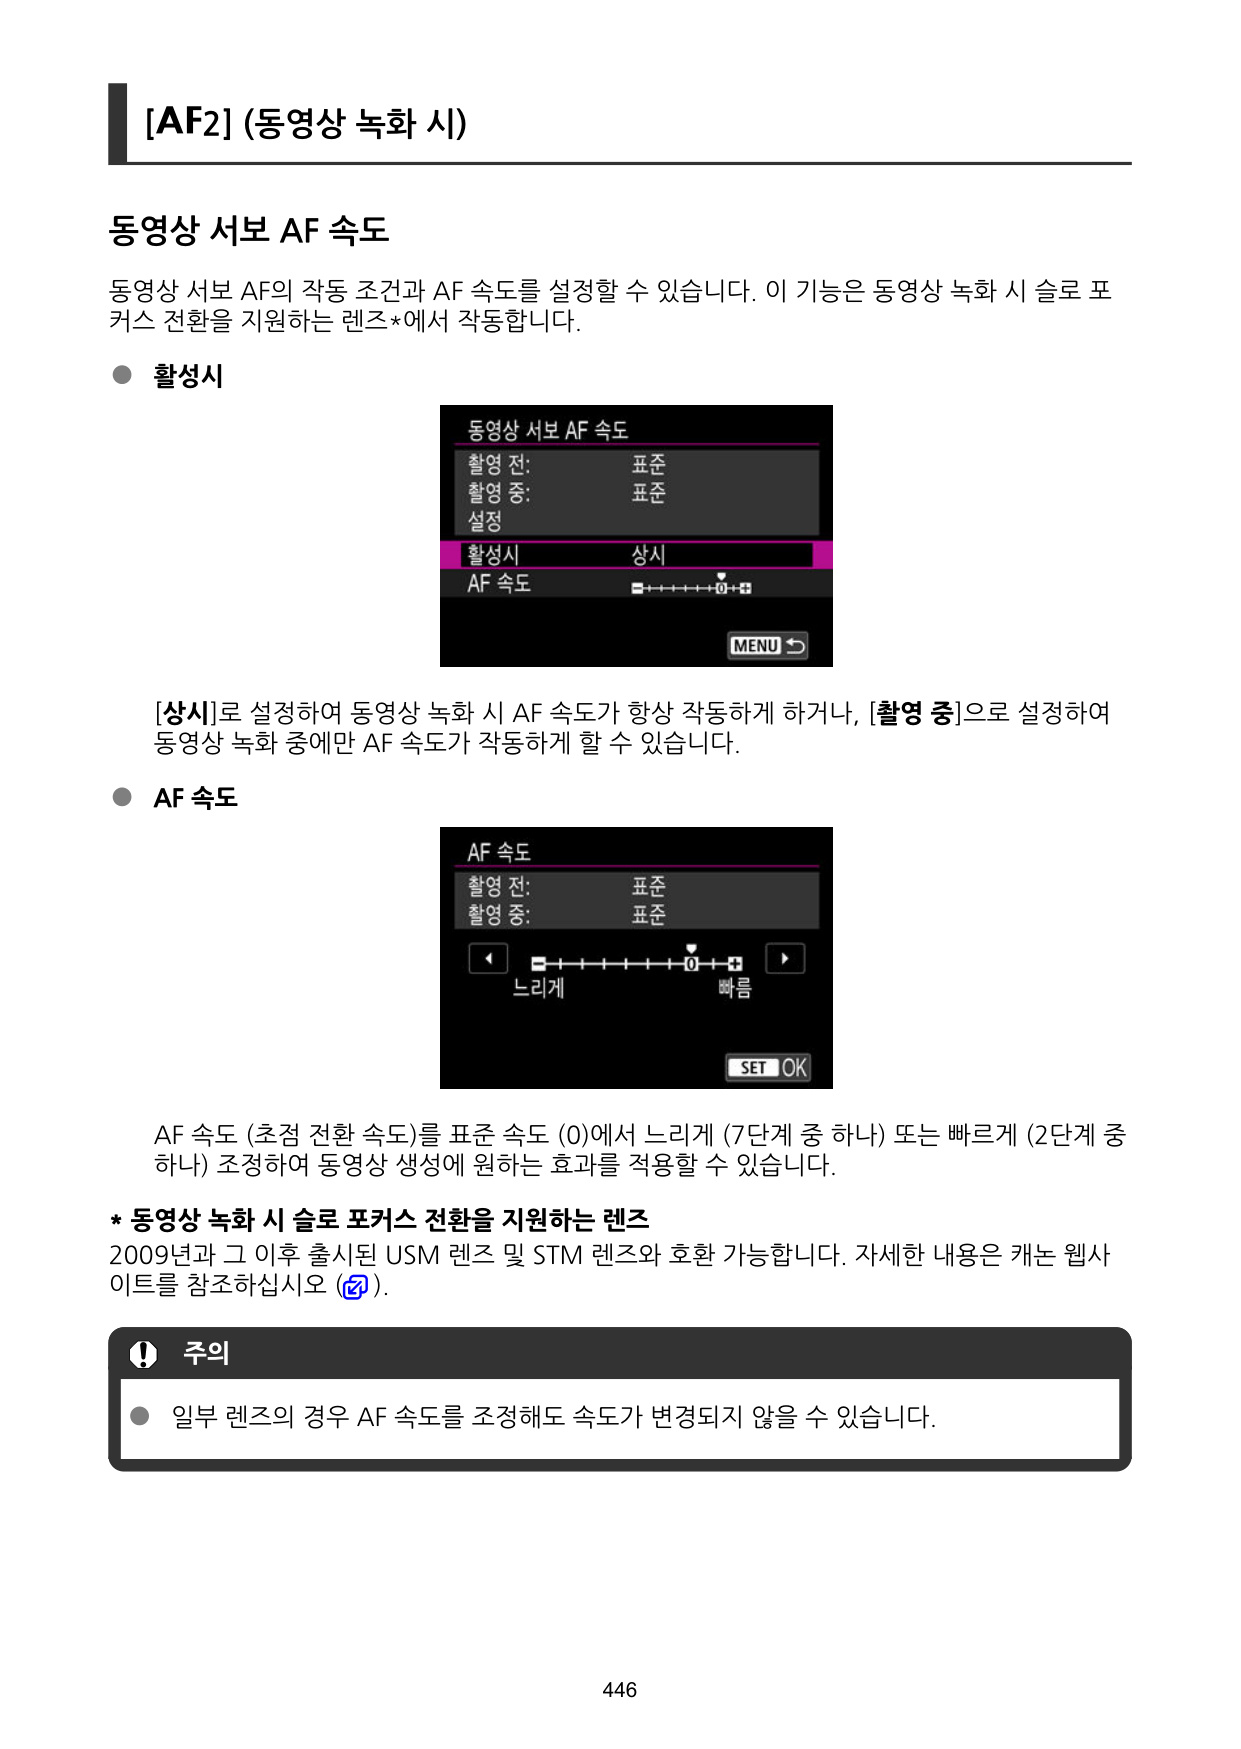 [AF2] (동영상 녹화 시)
동영상 서보 AF 속도
동영상 서보 AF의 작동 조건과 AF 속도를 설정할 수 있습니다. 이 기능은 동영상 녹화 시 슬로 포
커스 전환을 지원하는 렌즈*에서 작동합니다.
● 활성시
동영상 서보 AF 속도
촬영 전: 표준
촬영 중: 표준
설정
활성시 상시
AF 속도 0
MENU
[상시]로 설정하여 동영상 녹화 시 AF 속도가 항상 작동하게 하거나, [촬영 중]으로 설정하여
동영상 녹화 중에만 AF 속도가 작동하게 할 수 있습니다.
● AF 속도
AF 속도
촬영 전: 표준
촬영 중: 표준
0
느리게 빠름
SET OK
AF 속도 (초점 전환 속도)를 표준 속도 (0)에서 느리게 (7단계 중 하나) 또는 빠르게 (2단계 중
하나) 조정하여 동영상 생성에 원하는 효과를 적용할 수 있습니다.
* 동영상 녹화 시 슬로 포커스 전환을 지원하는 렌즈
2009년과 그 이후 출시된 USM 렌즈 및 STM 렌즈와 호환 가능합니다. 자세한 내용은 캐논 웹사
이트를 참조하십시오 ( ).
주의
● 일부 렌즈의 경우 AF 속도를 조정해도 속도가 변경되지 않을 수 있습니다.
446